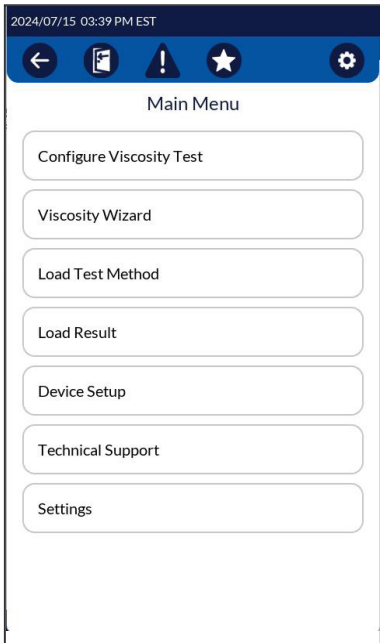 2024/07/15 03:39 PM EST
Main Menu
Configure Viscosity Test
Viscosity Wizard
Load Test Method
Load Result
Device Setup
Technical Support
Settings